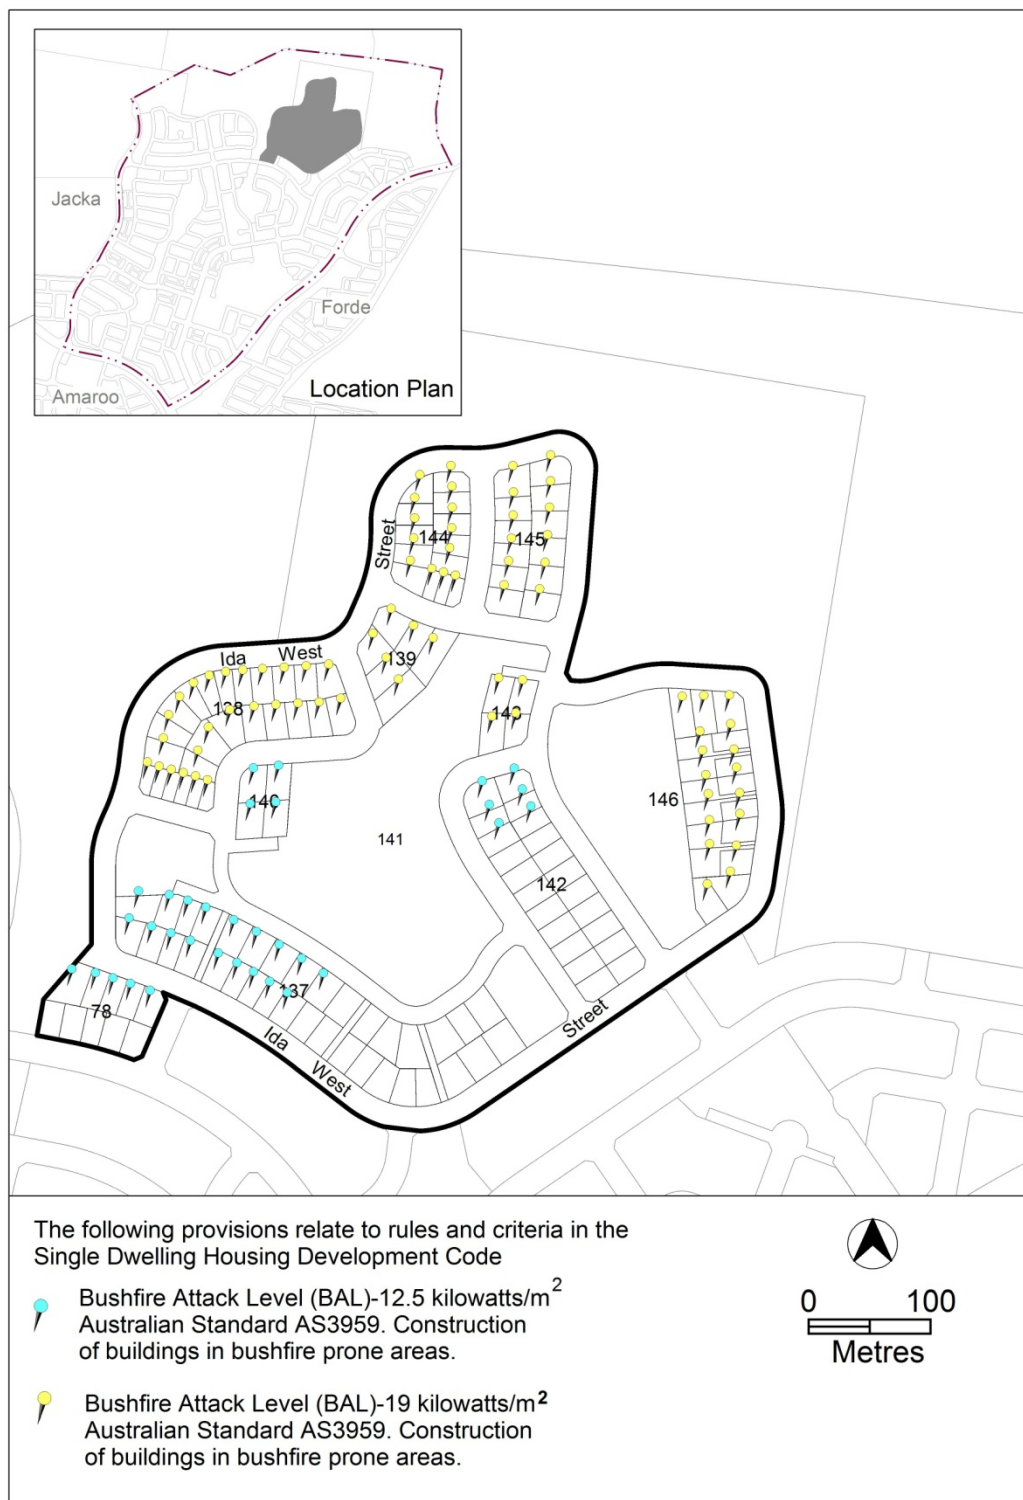 Jacka
Forde
Amaroo
Location Plan
Street
144
145
139
Ida West
138
143
140
146
141
142
137
78
Ida
West
Street
The following provisions relate to rules and criteria in the
Single Dwelling Housing Development Code
Bushfire Attack Level (BAL)-12.5 kilowatts/m²
Australian Standard AS3959. Construction
of buildings in bushfire prone areas.
Bushfire Attack Level (BAL)-19 kilowatts/m²
Australian Standard AS3959. Construction
of buildings in bushfire prone areas.
0 100
Metres